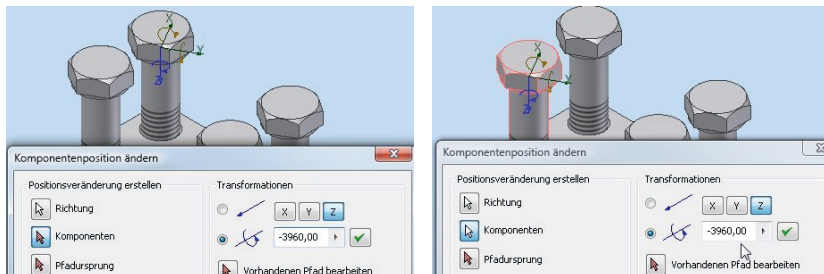 X
Y
Z
Komponentenposition ändern
Positionsveränderung erstellen
Transformationen
Richtung
X Y Z
Komponenten
-3960,00
Pfadursprung
Vorhandenen Pfad bearbeiten
X
Y
Z
Komponentenposition ändern
Positionsveränderung erstellen
Transformationen
Richtung
X Y Z
Komponenten
-3960,00
Pfadursprung
Vorhandenen Pfad bearbeiten